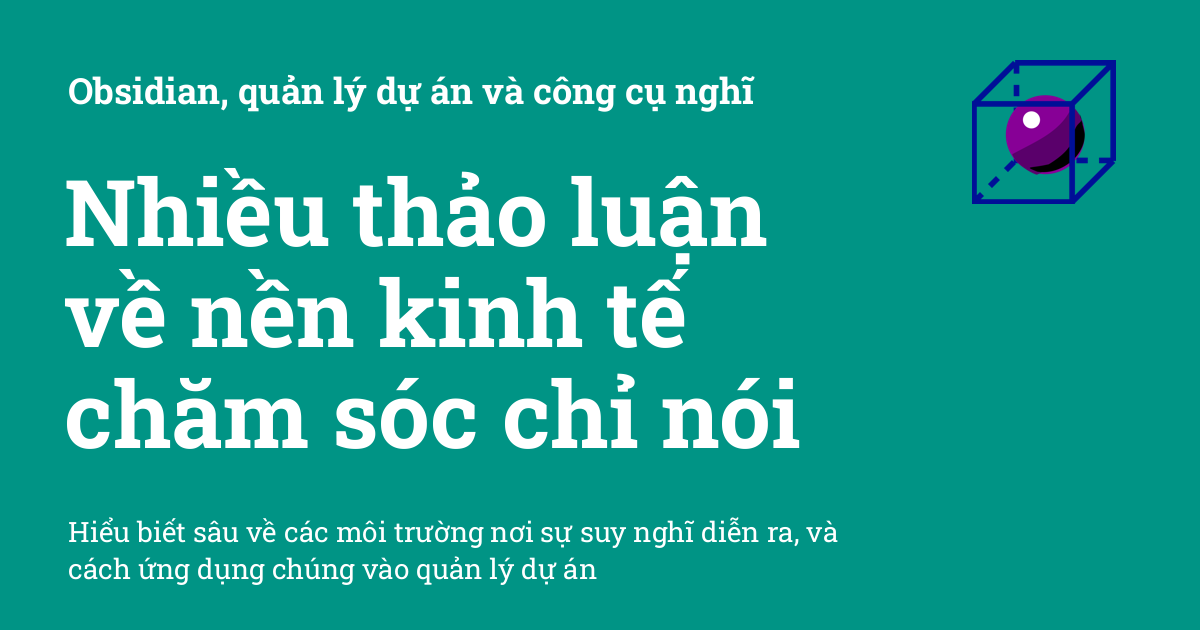 Obsidian, quản lý dự án và công cụ nghĩ
Nhiều thảo luận
về nền kinh tế
chăm sóc chỉ nói
Hiểu biết sâu về các môi trường nơi sự suy nghĩ diễn ra, và
cách ứng dụng chúng vào quản lý dự án